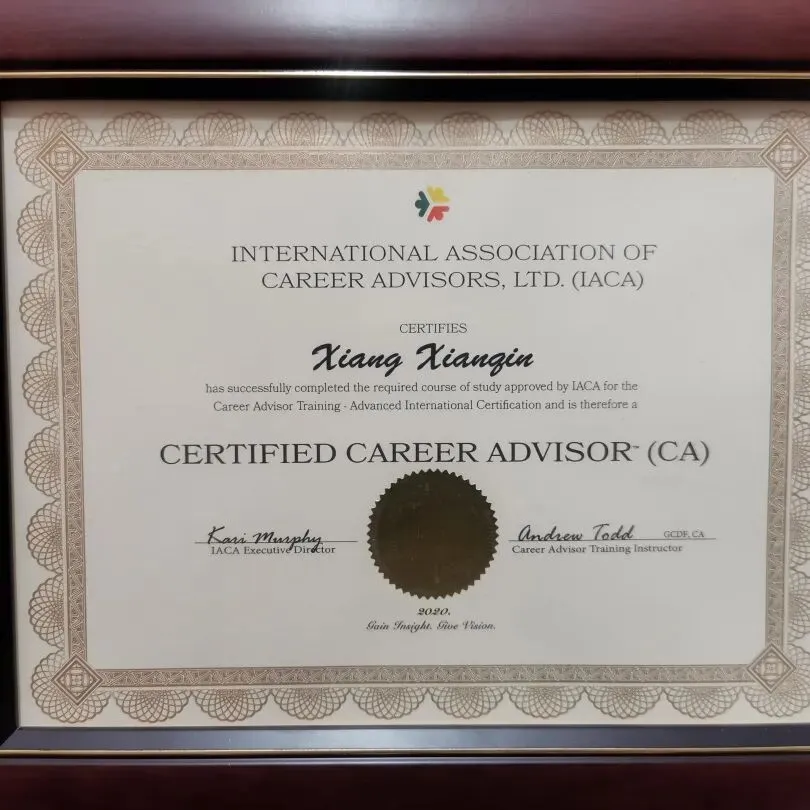 INTERNATIONAL ASSOCIATION OF
CAREER ADVISORS, LTD. (IACA)
CERTIFIES
Xiang Xianqin
has successfully completed the required course of study approved by IACA for the
Career Advisor Training - Advanced International Certification and is therefore a
CERTIFIED CAREER ADVISOR™ (CA)
Kari Murphy
IACA Executive Director
Andrew Todd GCDF, CA
Career Advisor Training Instructor
2020.
Gain Insight. Give Vision.